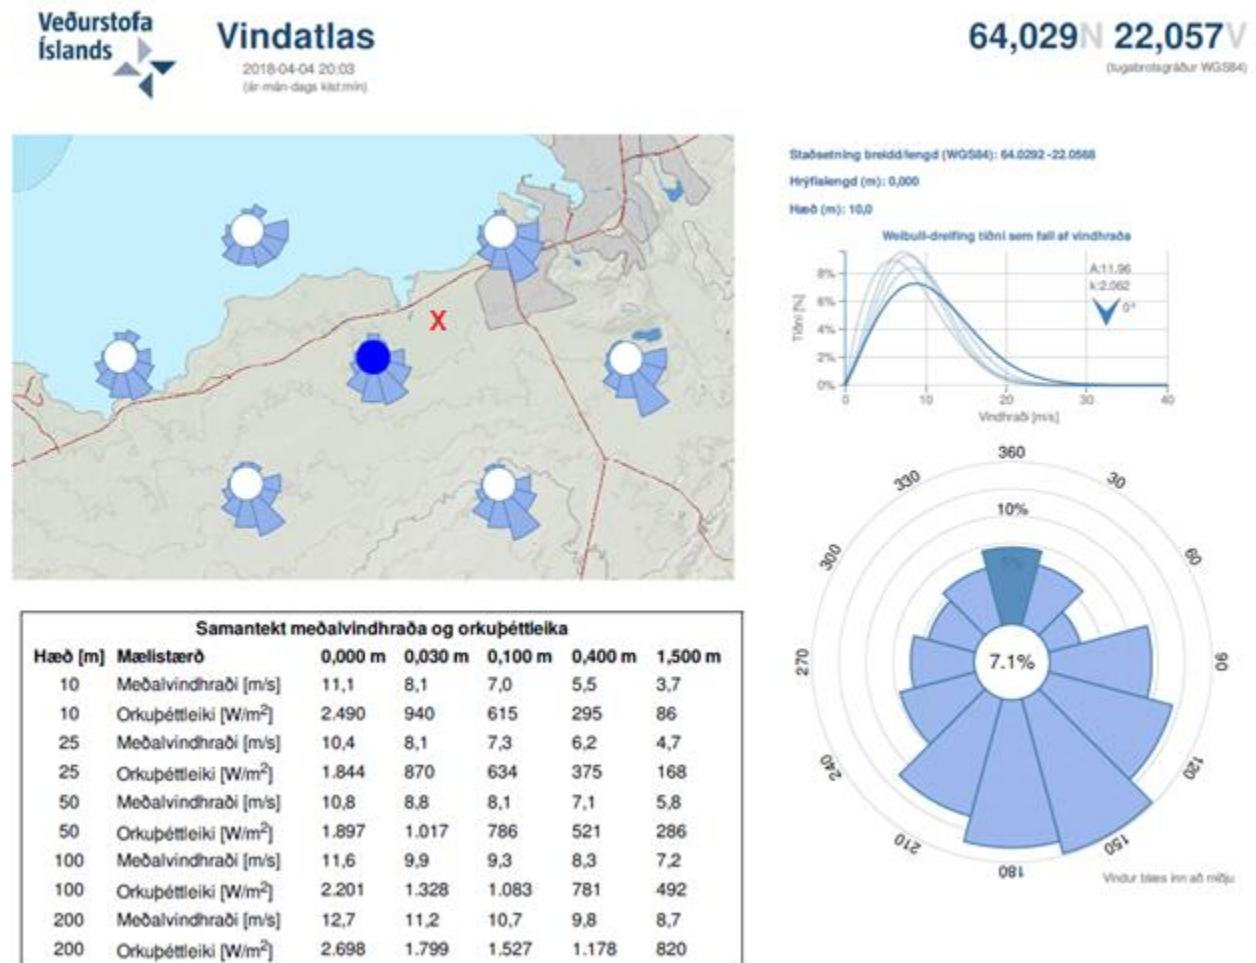 Veðurstofa
Íslands
Vindatlas
2018-04-04 20:03
(ár-mán-dags klst:mín)
64,029N 22,057V
(tugabrotsgráður WGS84)
X
Staðsetning breidd/lengd (WGS84): 64.0292 -22.0568
Hrýfislengd (m): 0,000
Hæð (m): 10,0
Weibull-dreifing tíðni sem fall af vindhraða
Tíðni [%]
8%
6%
4%
2%
0%
A:11.96
k:2.062
0°
0 10 20 30 40
Vindhraði [m/s]
360
30
60
90
120
150
180
210
240
270
300
330
10%
5%
7.1%
Vindur blæs inn að miðju
Samantekt meðalvindhraða og orkuþéttleika
Hæð [m] Mælistærð 0,000 m 0,030 m 0,100 m 0,400 m 1,500 m
10 Meðalvindhraði [m/s] 11,1 8,1 7,0 5,5 3,7
10 Orkuþéttleiki [W/m²] 2.490 940 615 295 86
25 Meðalvindhraði [m/s] 10,4 8,1 7,3 6,2 4,7
25 Orkuþéttleiki [W/m²] 1.844 870 634 375 168
50 Meðalvindhraði [m/s] 10,8 8,8 8,1 7,1 5,8
50 Orkuþéttleiki [W/m²] 1.897 1.017 786 521 286
100 Meðalvindhraði [m/s] 11,6 9,9 9,3 8,3 7,2
100 Orkuþéttleiki [W/m²] 2.201 1.328 1.083 781 492
200 Meðalvindhraði [m/s] 12,7 11,2 10,7 9,8 8,7
200 Orkuþéttleiki [W/m²] 2.698 1.799 1.527 1.178 820